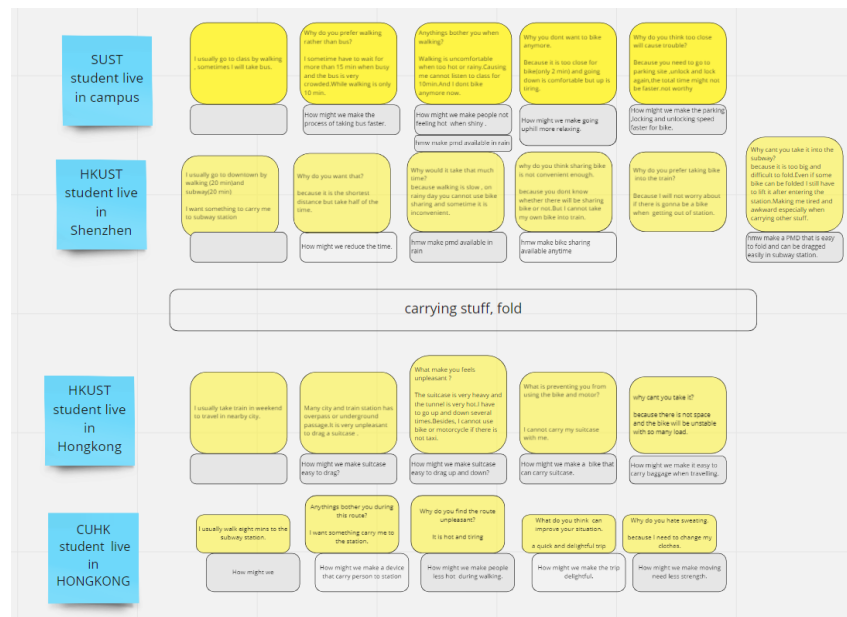 SUST
student live
in campus
I usually go to class by walking
, sometimes I will take bus.
Why do you prefer walking
rather than bus?
I sometime have to wait for
more than 15 min when busy
and the bus is very
crowded.While walking is only
10 min.
How might we make the
process of taking bus faster.
Anythings bother you when
walking?
Walking is uncomfortable
when too hot or rainy.Causing
me cannot listen to class for
10min.And I dont bike
anymore now.
How might we make people not
feeling hot when shiny .
hmw make pmd available in rain
Why you dont want to bike
anymore.
Because it is too close for
bike(only 2 min) and going
down is comfortable but up is
tiring.
How might we make going
uphill more relaxing.
Why do you think too close
will cause trouble?
Because you need to go to
parking site ,unlock and lock
again,the total time might not
be faster.not worthy
How might we make the parking
,locking and unlocking speed
faster for bike.
HKUST
student live
in
Shenzhen
I usually go to downtown by
walking (20 min)and
subway(20 min)
I want something to carry me
to subway station
Why do you want that?
because it is the shortest
distance but take half of the
time.
How might we reduce the time.
Why would it take that much
time?
because walking is slow , on
rainy day you cannot use bike
sharing and sometime it is
inconvenient.
hmw make pmd available in
rain
why do you think sharing bike
is not convenient enough.
because you dont know
whether there will be sharing
bike or not.But I cannot take
my own bike into train.
hmw make bike sharing
available anytime
Why do you prefer taking bike
into the train?
Because I will not worry about
if there is gonna be a bike
when getting out of station.
Why cant you take it into the
subway?
because it is too big and
difficult to fold.Even if some
bike can be folded I still have
to lift it after entering the
station.Making me tired and
awkward especially when
carrying other stuff.
hmw make a PMD that is easy
to fold and can be dragged
easily in subway station.
carrying stuff, fold
HKUST
student live
in
Hongkong
I usually take train in weekend
to travel in nearby city.
Many city and train station has
overpass or underground
passage.It is very unpleasant
to drag a suitcase .
How might we make suitcase
easy to drag?
What make you feels
unpleasant ?
The suitcase is very heavy and
the tunnel is very hot.I have
to go up and down several
times.Besides, I cannot use
bike or motorcycle if there is
not taxi.
How might we make suitcase
easy to drag up and down?
What is preventing you from
using the bike and motor?
I cannot carry my suitcase
with me.
How might we make a bike that
can carry suitcase.
why cant you take it?
because there is not space
and the bike will be unstable
with so many load.
How might we make it easy to
carry baggage when travelling.
CUHK
student live
in
HONGKONG
I usually walk eight mins to the
subway station.
How might we
Anythings bother you during
this route?
I want something carry me to
the station.
How might we make a device
that carry person to station
Why do you find the route
unpleasant?
It is hot and tiring
How might we make people
less hot during walking.
What do you think can
improve your situation.
a quick and delightful trip
How might we make the trip
delightful.
Why do you hate sweating.
because I need to change my
clothes.
How might we make moving
need less strength.